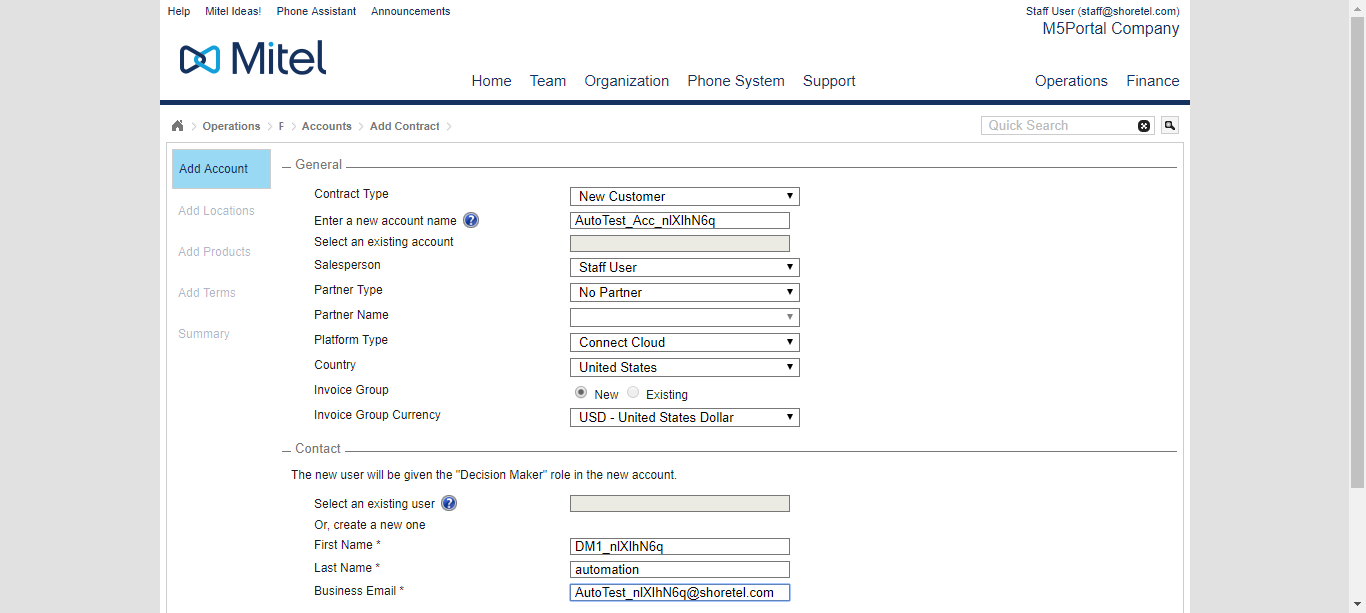 Help Mitel Ideas! Phone Assistant Announcements Staff User (staff@shoretel.com)
M5Portal Company
Mitel
Home Team Organization Phone System Support Operations Finance
Operations F Accounts Add Contract Quick Search
Add Account
Add Locations
Add Products
Add Terms
Summary
General
Contract Type New Customer
Enter a new account name ? AutoTest_Acc_nlXIhN6q
Select an existing account
Salesperson Staff User
Partner Type No Partner
Partner Name
Platform Type Connect Cloud
Country United States
Invoice Group New Existing
Invoice Group Currency USD - United States Dollar
Contact
The new user will be given the "Decision Maker" role in the new account.
Select an existing user ?
Or, create a new one
First Name * DM1_nlXIhN6q
Last Name * automation
Business Email * AutoTest_nlXIhN6q@shoretel.com